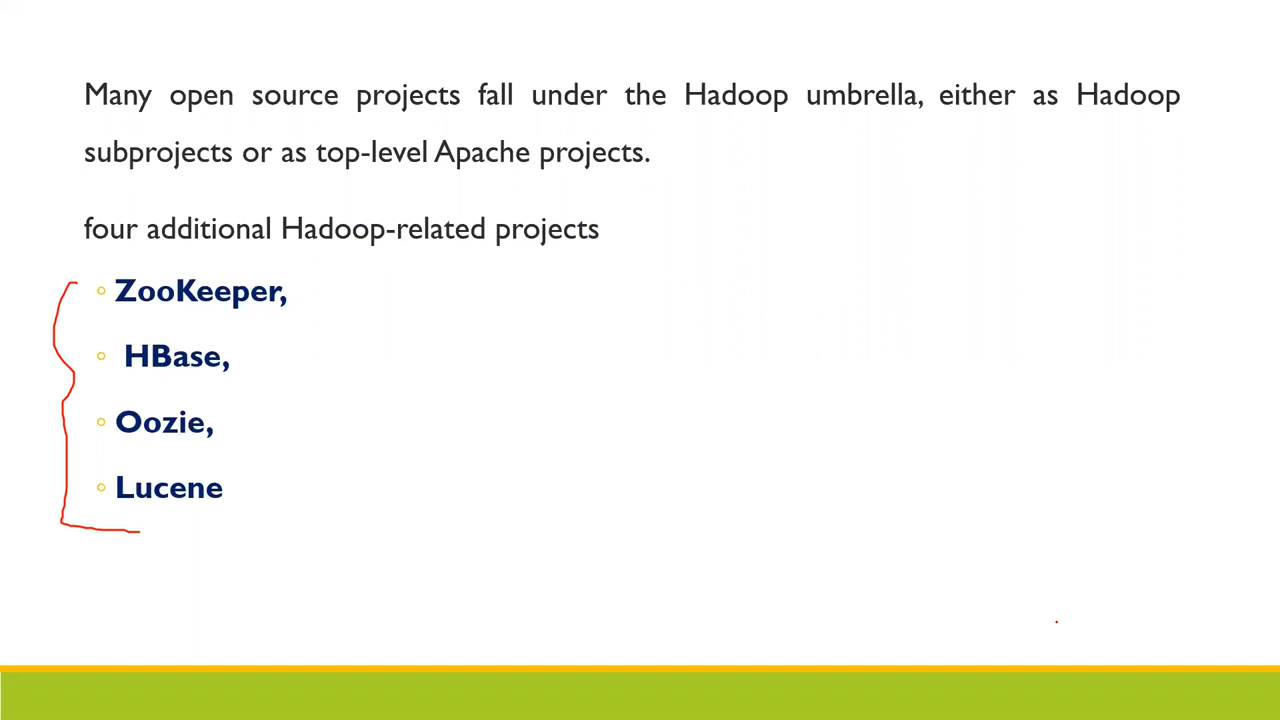 Many open source projects fall under the Hadoop umbrella, either as Hadoop
subprojects or as top-level Apache projects.
four additional Hadoop-related projects
ZooKeeper,
HBase,
Oozie,
Lucene